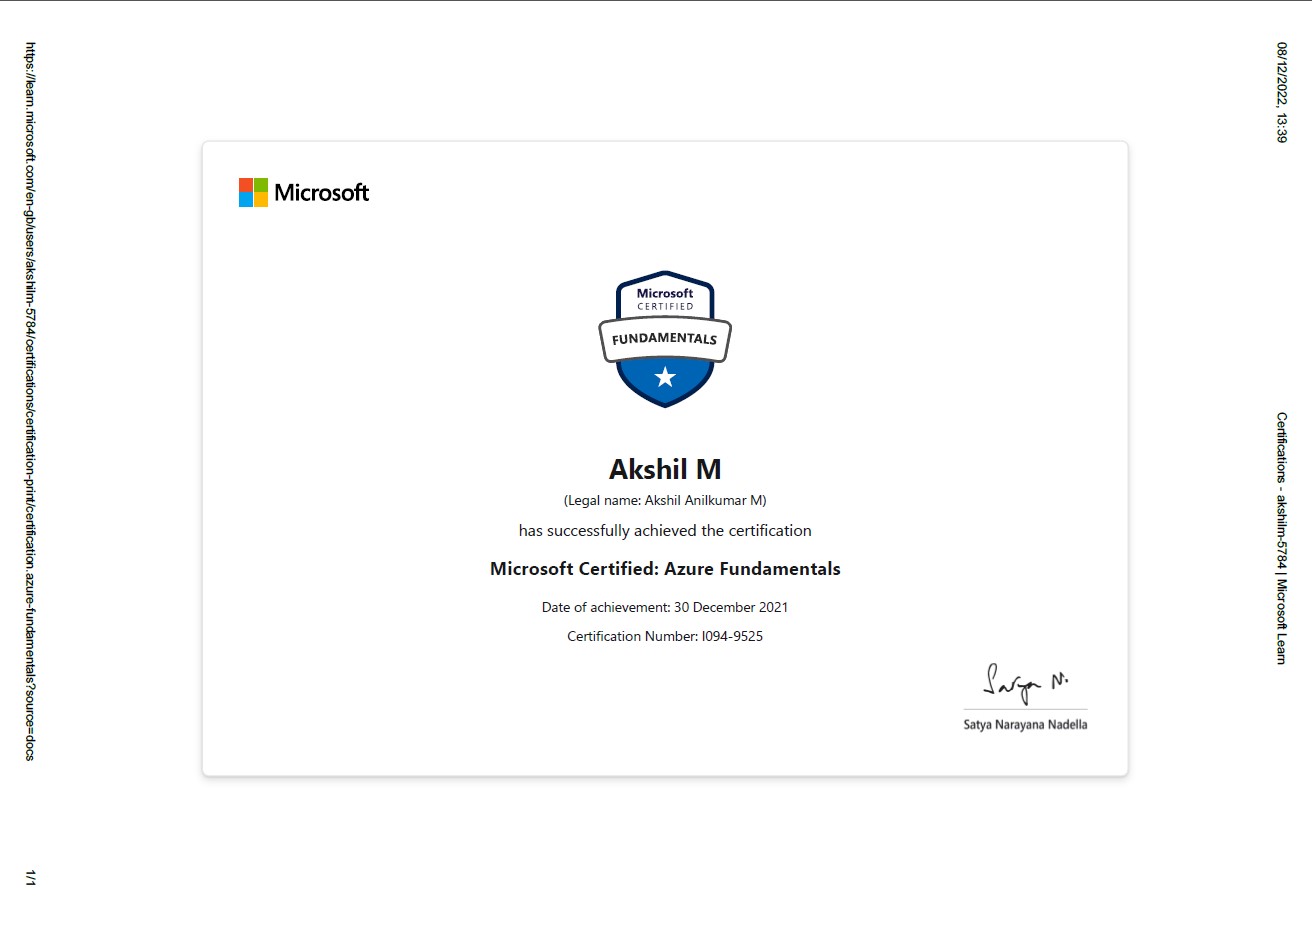 08/12/2022, 13:39
Certifications - akshilm-5784 | Microsoft Learn
Microsoft
Microsoft
CERTIFIED
FUNDAMENTALS
Akshil M
(Legal name: Akshil Anilkumar M)
has successfully achieved the certification
Microsoft Certified: Azure Fundamentals
Date of achievement: 30 December 2021
Certification Number: I094-9525
Satya N.
Satya Narayana Nadella
https://learn.microsoft.com/en-gb/users/akshilm-5784/certifications/certification-print/certification.azure-fundamentals?source=docs
1/1